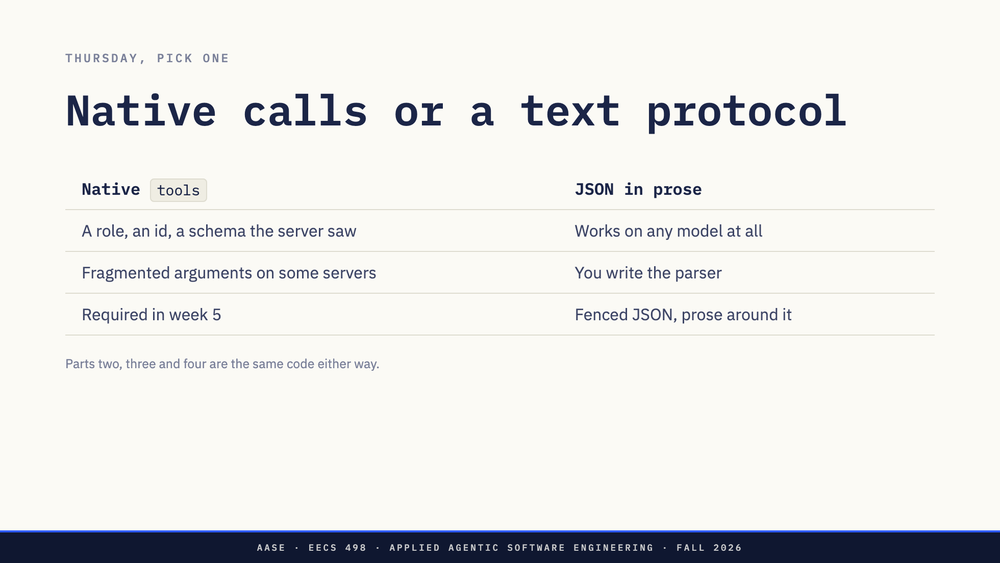 THURSDAY, PICK ONE
Native calls or a text protocol
Native tools JSON in prose
A role, an id, a schema the server saw Works on any model at all
Fragmented arguments on some servers You write the parser
Required in week 5 Fenced JSON, prose around it
Parts two, three and four are the same code either way.
AASE · EECS 498 · APPLIED AGENTIC SOFTWARE ENGINEERING · FALL 2026